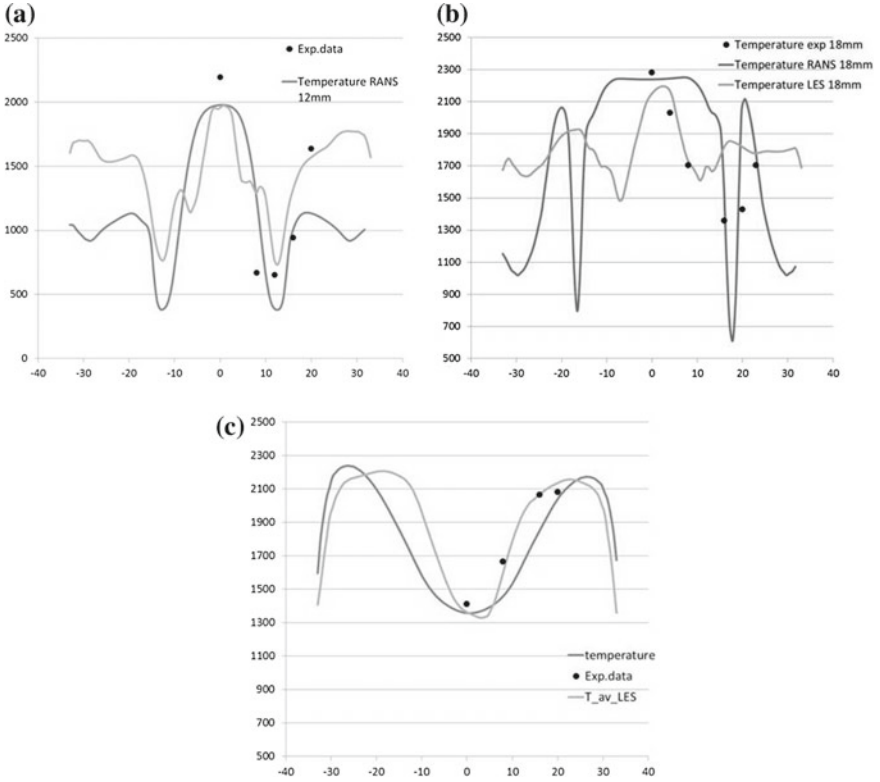 (a)
2500
2000
1500
1000
500
0
-40 -30 -20 -10 0 10 20 30 40
Exp.data
Temperature RANS
12mm
(b)
2500
2300
2100
1900
1700
1500
1300
1100
900
700
500
-40 -30 -20 -10 0 10 20 30 40
Temperature exp 18mm
Temperature RANS 18mm
Temperature LES 18mm
(c)
2500
2300
2100
1900
1700
1500
1300
1100
900
700
500
-40 -30 -20 -10 0 10 20 30 40
temperature
Exp.data
T_av_LES